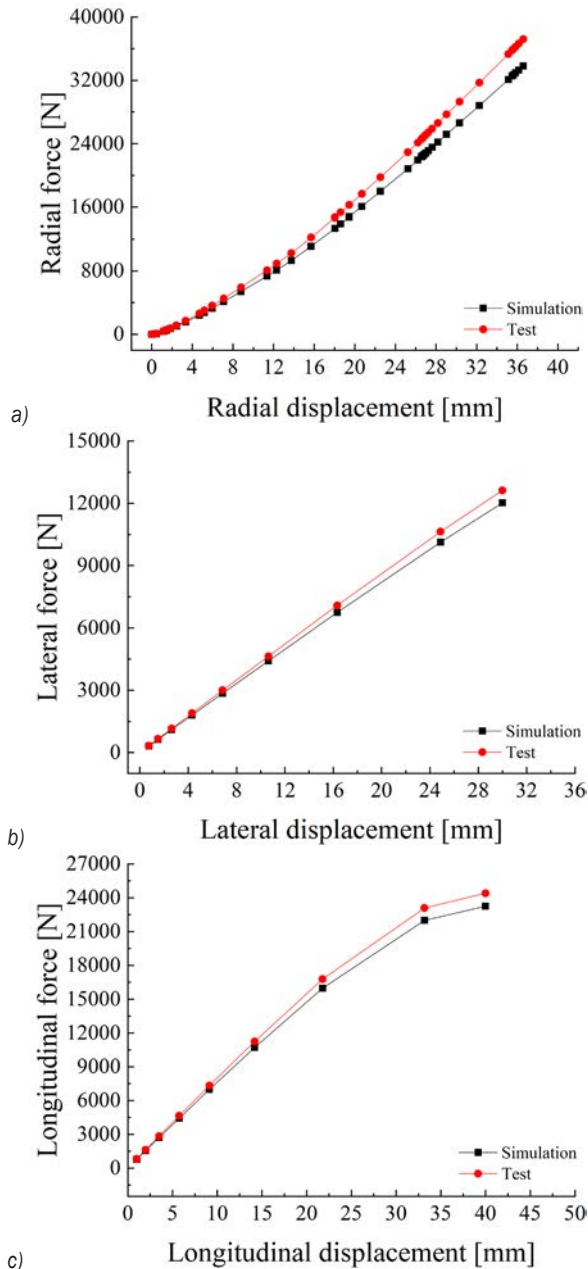 40000
32000
24000
16000
8000
0
Radial force [N]
Simulation
Test
0 4 8 12 16 20 24 28 32 36 40
Radial displacement [mm]
a)
15000
12000
9000
6000
3000
0
Lateral force [N]
Simulation
Test
0 4 8 12 16 20 24 28 32 36
Lateral displacement [mm]
b)
27000
24000
21000
18000
15000
12000
9000
6000
3000
0
Longitudinal force [N]
Simulation
Test
0 5 10 15 20 25 30 35 40 45 50
Longitudinal displacement [mm]
c)